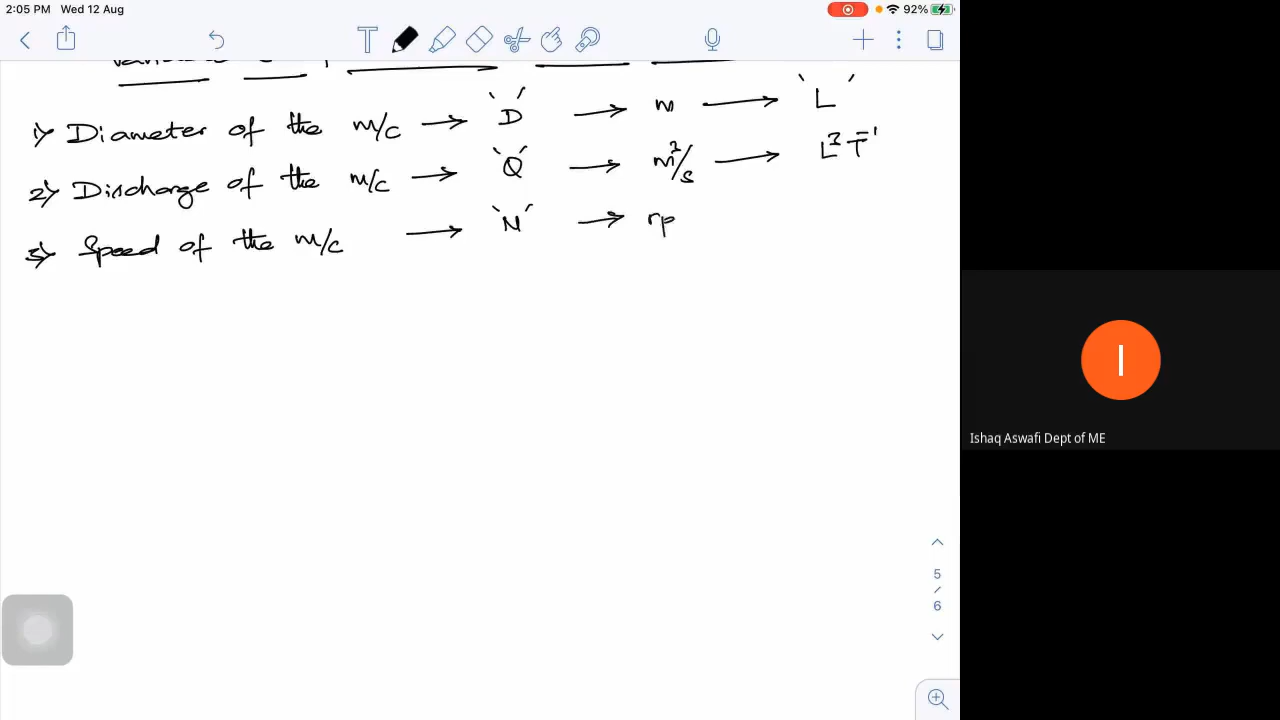 2:05 PM Wed 12 Aug
92%
1) Diameter of the m/c → 'D' → m → 'L'
2) Discharge of the m/c → 'Q' → m³/s → L³T⁻¹
3) Speed of the m/c → 'N' → rp
5
/
6
I
Ishaq Aswafi Dept of ME